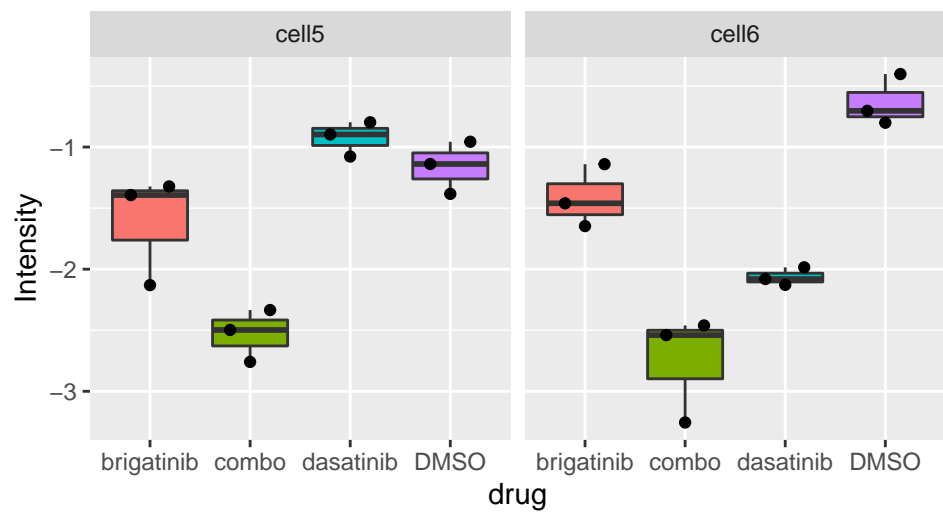 cell5 cell6
Intensity
−1
−2
−3
brigatinib combo dasatinib DMSO brigatinib combo dasatinib DMSO
drug